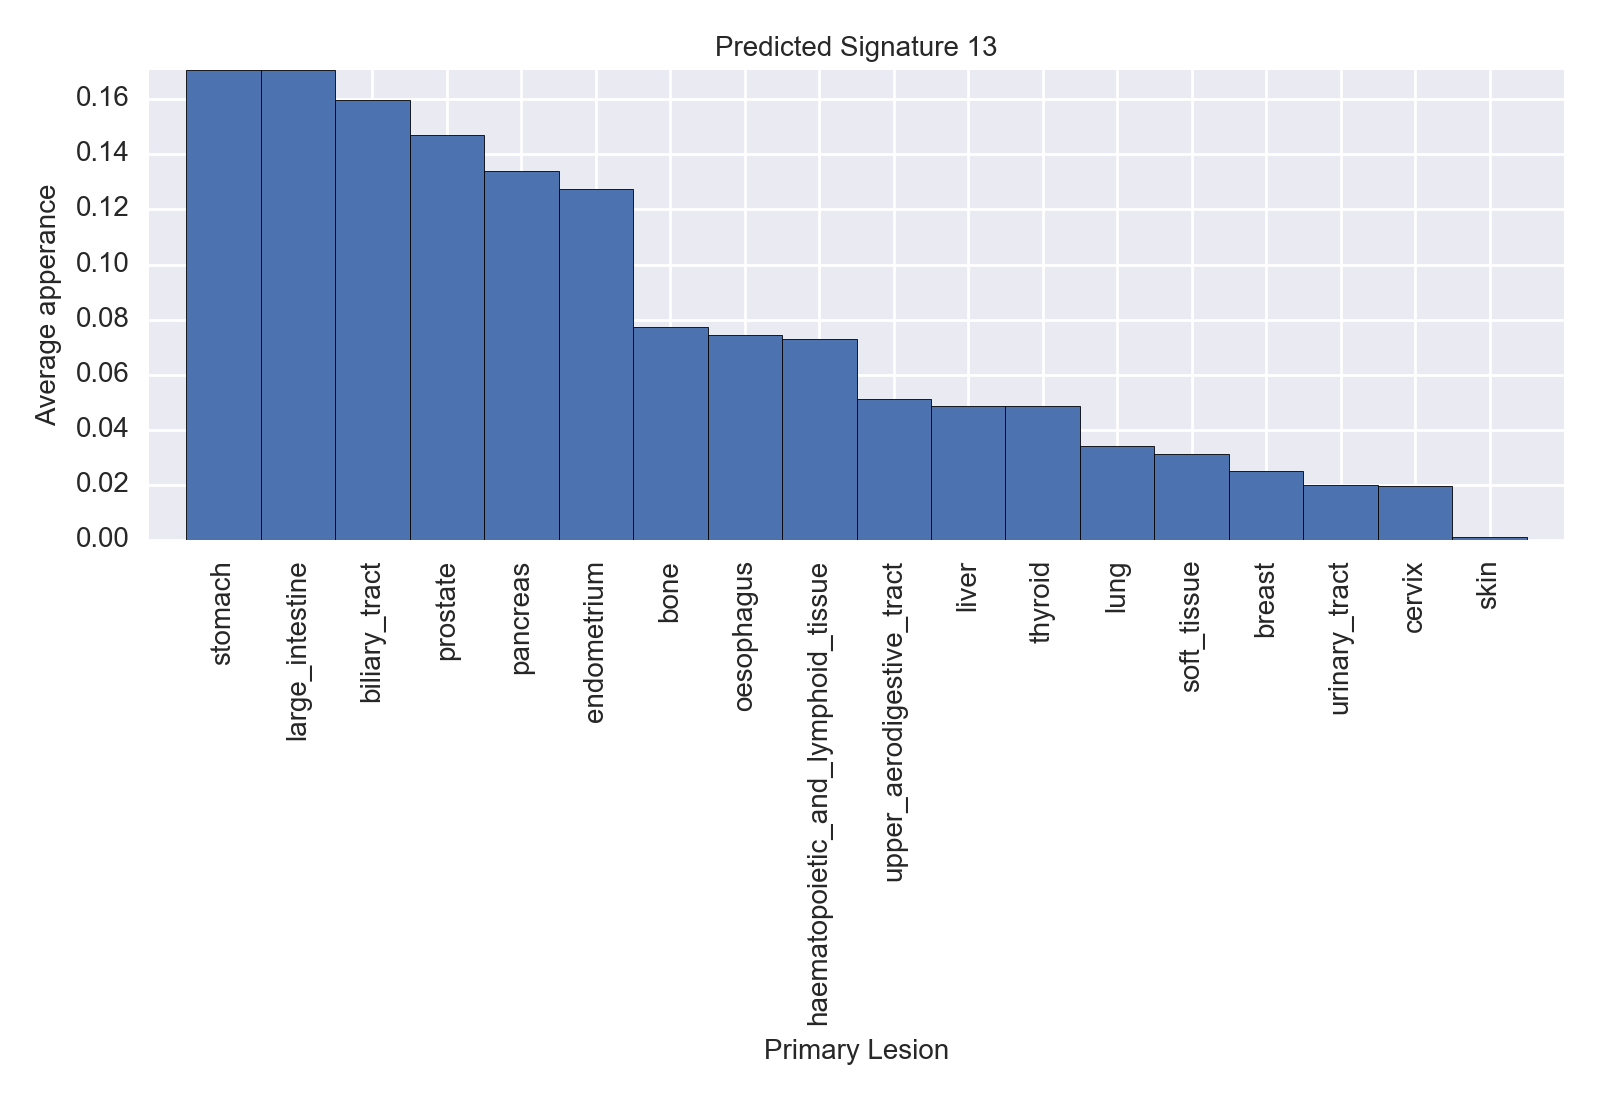 Predicted Signature 13
Average apperance
0.16
0.14
0.12
0.10
0.08
0.06
0.04
0.02
0.00
stomach
large_intestine
biliary_tract
prostate
pancreas
endometrium
bone
oesophagus
haematopoietic_and_lymphoid_tissue
upper_aerodigestive_tract
liver
thyroid
lung
soft_tissue
breast
urinary_tract
cervix
skin
Primary Lesion